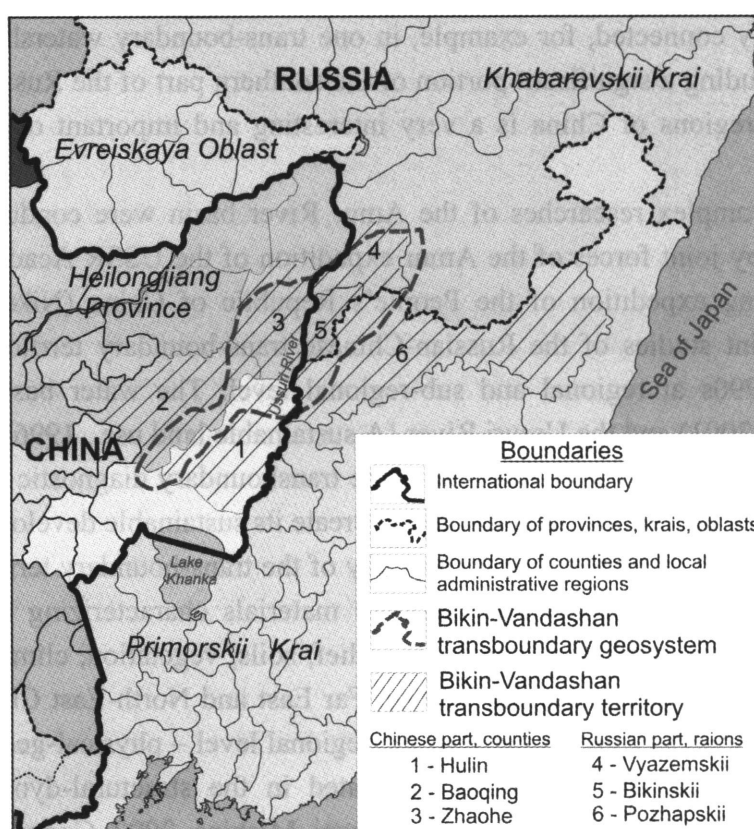 RUSSIA
Khabarovskii Krai
Evreiskaya Oblast
Heilongjiang
Province
4
3
5
6
Ussuri River
2
1
Sea of Japan
CHINA
Lake
Khanka
Primorskii Krai
Boundaries
International boundary
Boundary of provinces, krais, oblasts
Boundary of counties and local
administrative regions
Bikin-Vandashan
transboundary geosystem
Bikin-Vandashan
transboundary territory
Chinese part, counties
1 - Hulin
2 - Baoqing
3 - Zhaohe
Russian part, raions
4 - Vyazemskii
5 - Bikinskii
6 - Pozhapskii